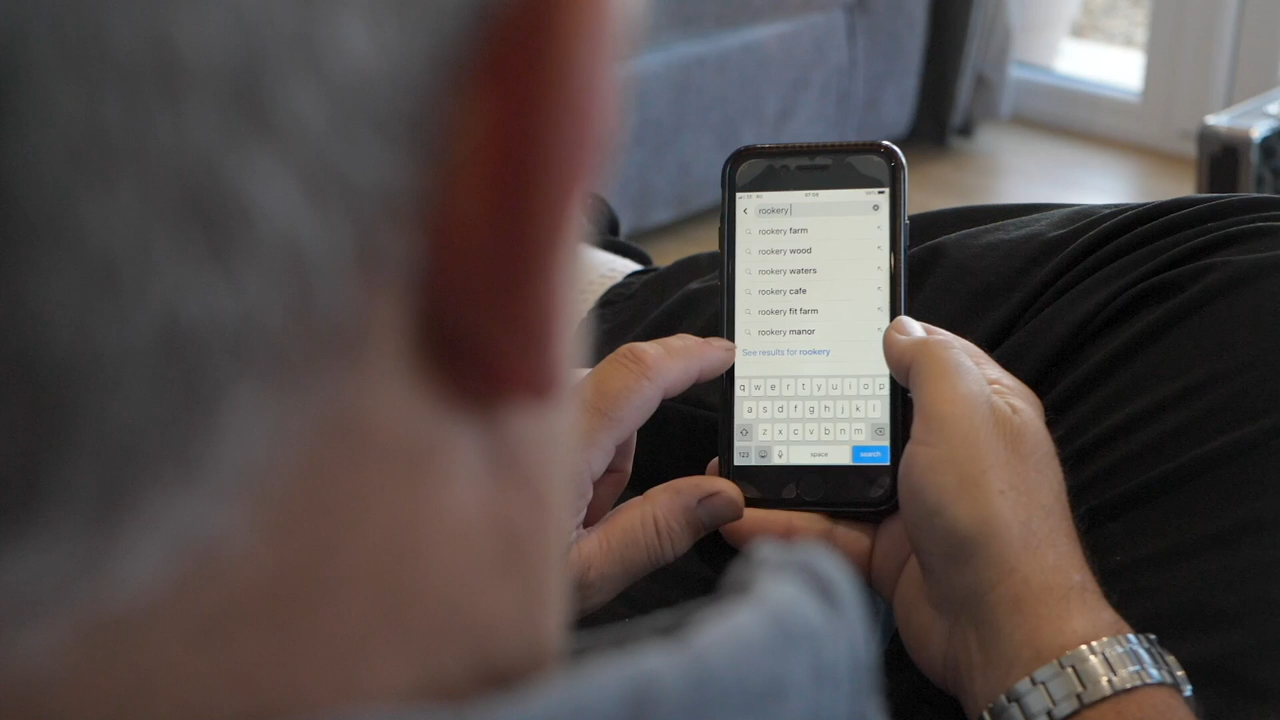 rookery
rookery farm
rookery wood
rookery waters
rookery cafe
rookery fit farm
rookery manor
See results for rookery
q w e r t y u i o p
a s d f g h j k l
z x c v b n m
123 space search